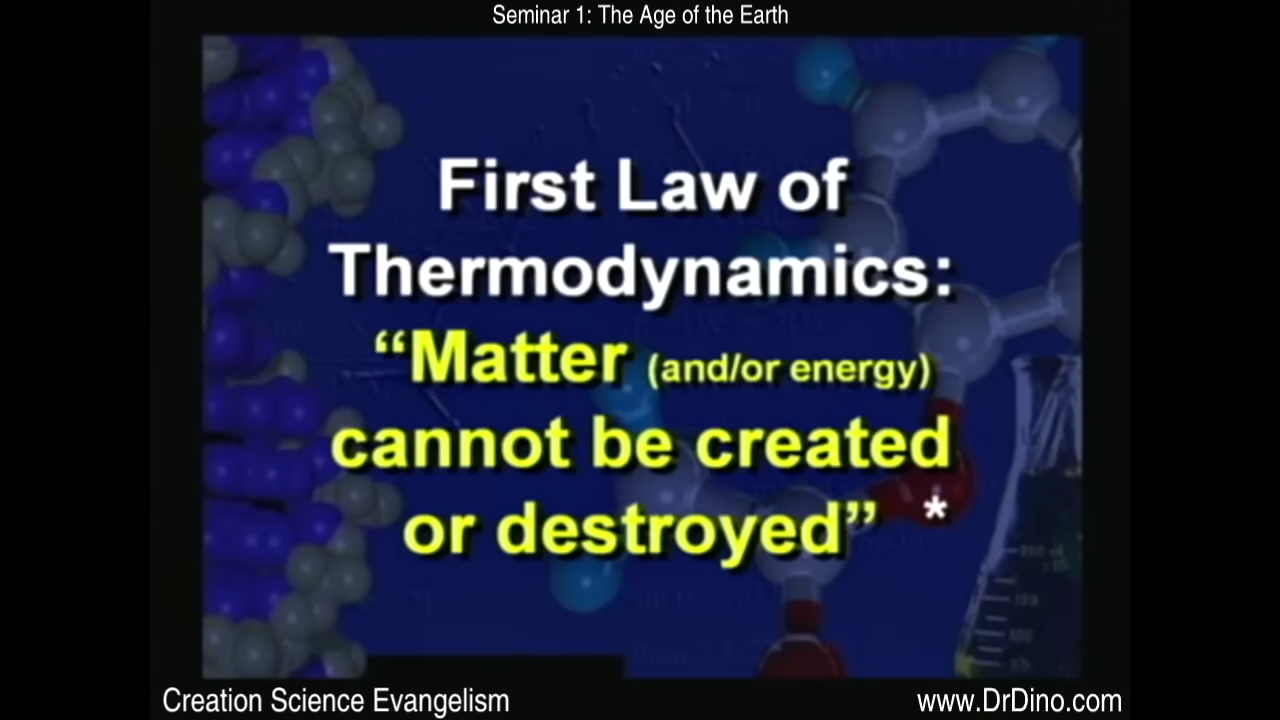 Seminar 1: The Age of the Earth
First Law of
Thermodynamics:
“Matter (and/or energy)
cannot be created
or destroyed” *
Creation Science Evangelism
www.DrDino.com